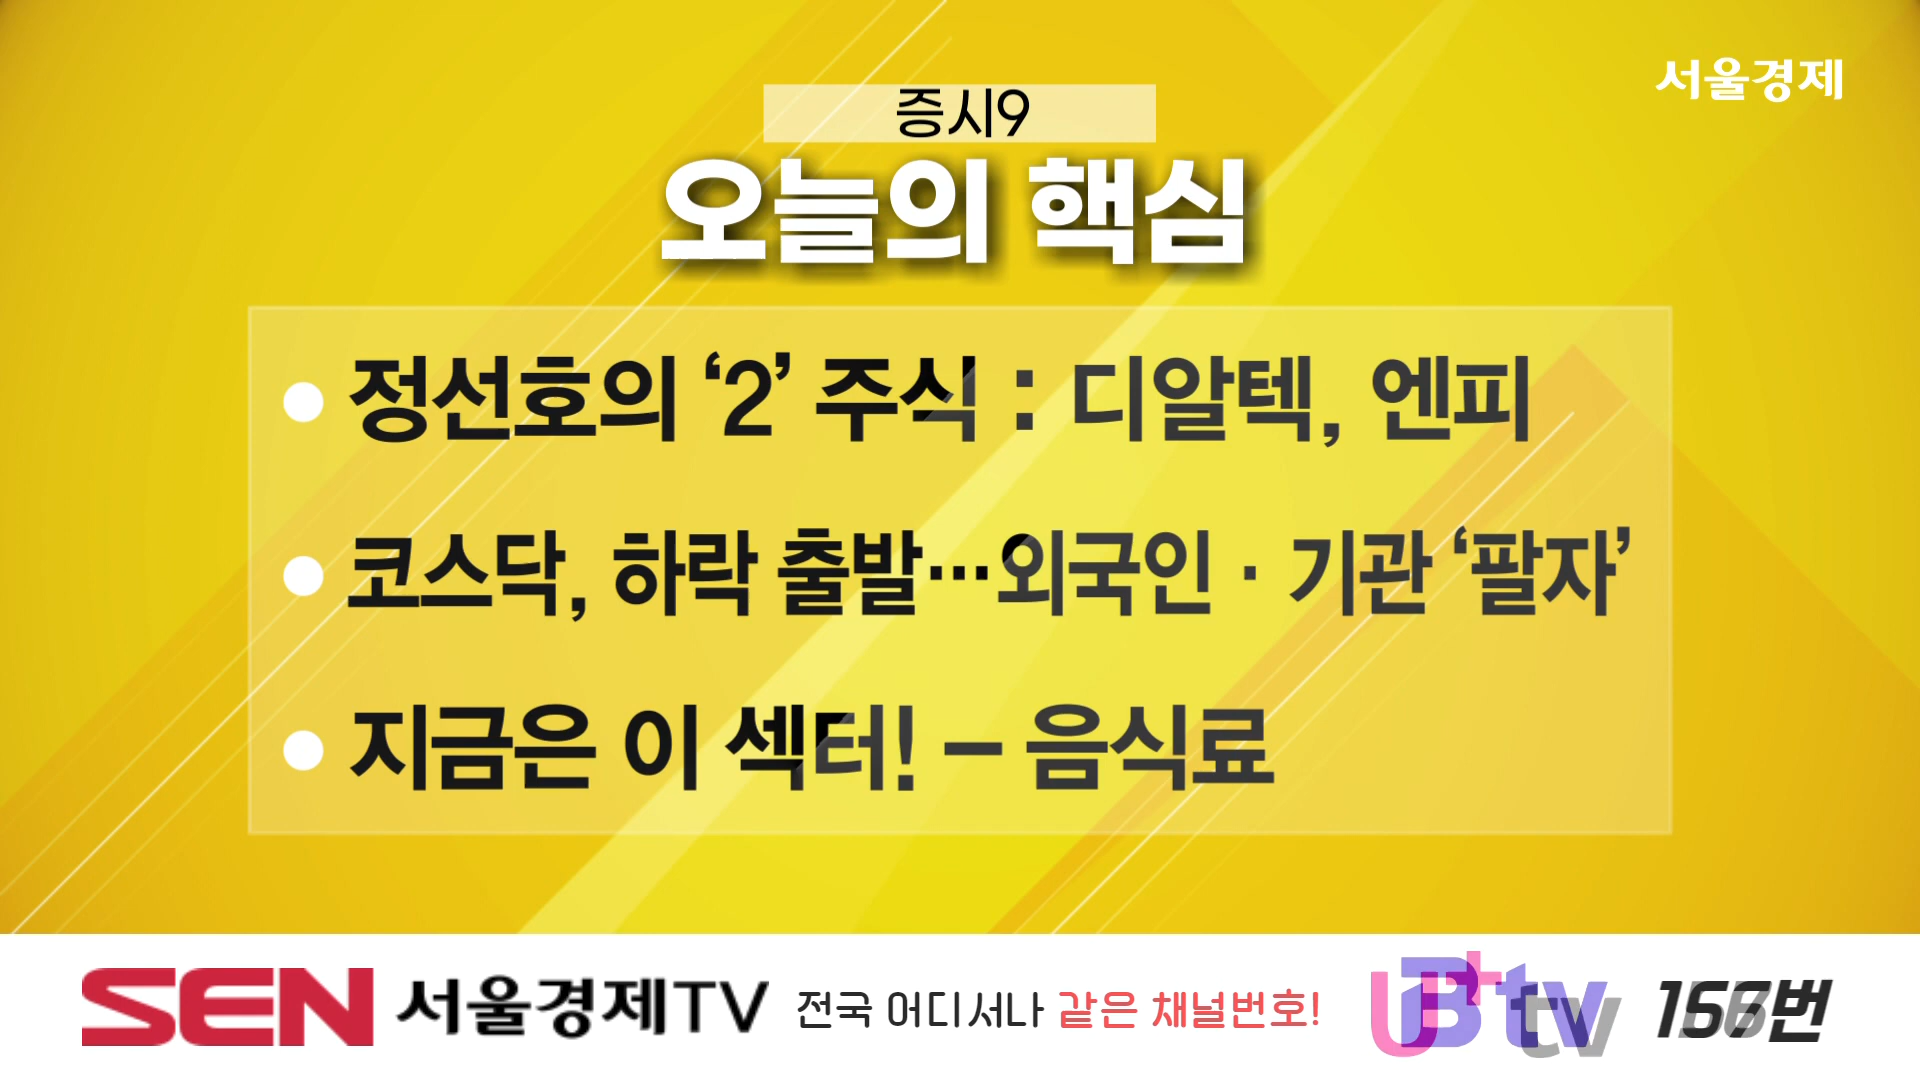 서울경제
증시9
오늘의 핵심
정선호의 ‘2’ 주식 : 디알텍, 엔피
코스닥, 하락 출발…외국인 · 기관 ‘팔자’
지금은 이 섹터! – 음식료
SEN 서울경제TV 전국 어디서나 같은 채널번호! tv 번